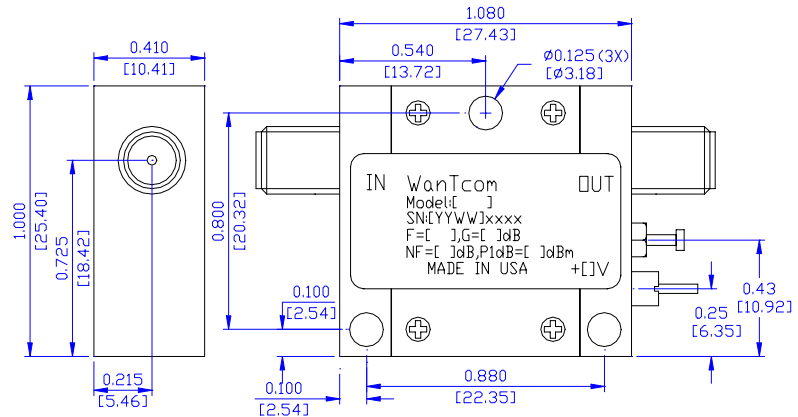 1.080
[27.43]
0.410
[10.41]
0.540
[13.72]
Ø0.125(3X)
[Ø3.18]
1.000
[25.40]
0.725
[18.42]
0.800
[20.32]
IN
OUT
WanTcom
Model:[ ]
SN:[YYWW]xxxx
F=[ ],G=[ ]dB
NF=[ ]dB,P1dB=[ ]dBm
MADE IN USA
+[]V
0.100
[2.54]
0.43
[10.92]
0.25
[6.35]
0.215
[5.46]
0.100
[2.54]
0.880
[22.35]